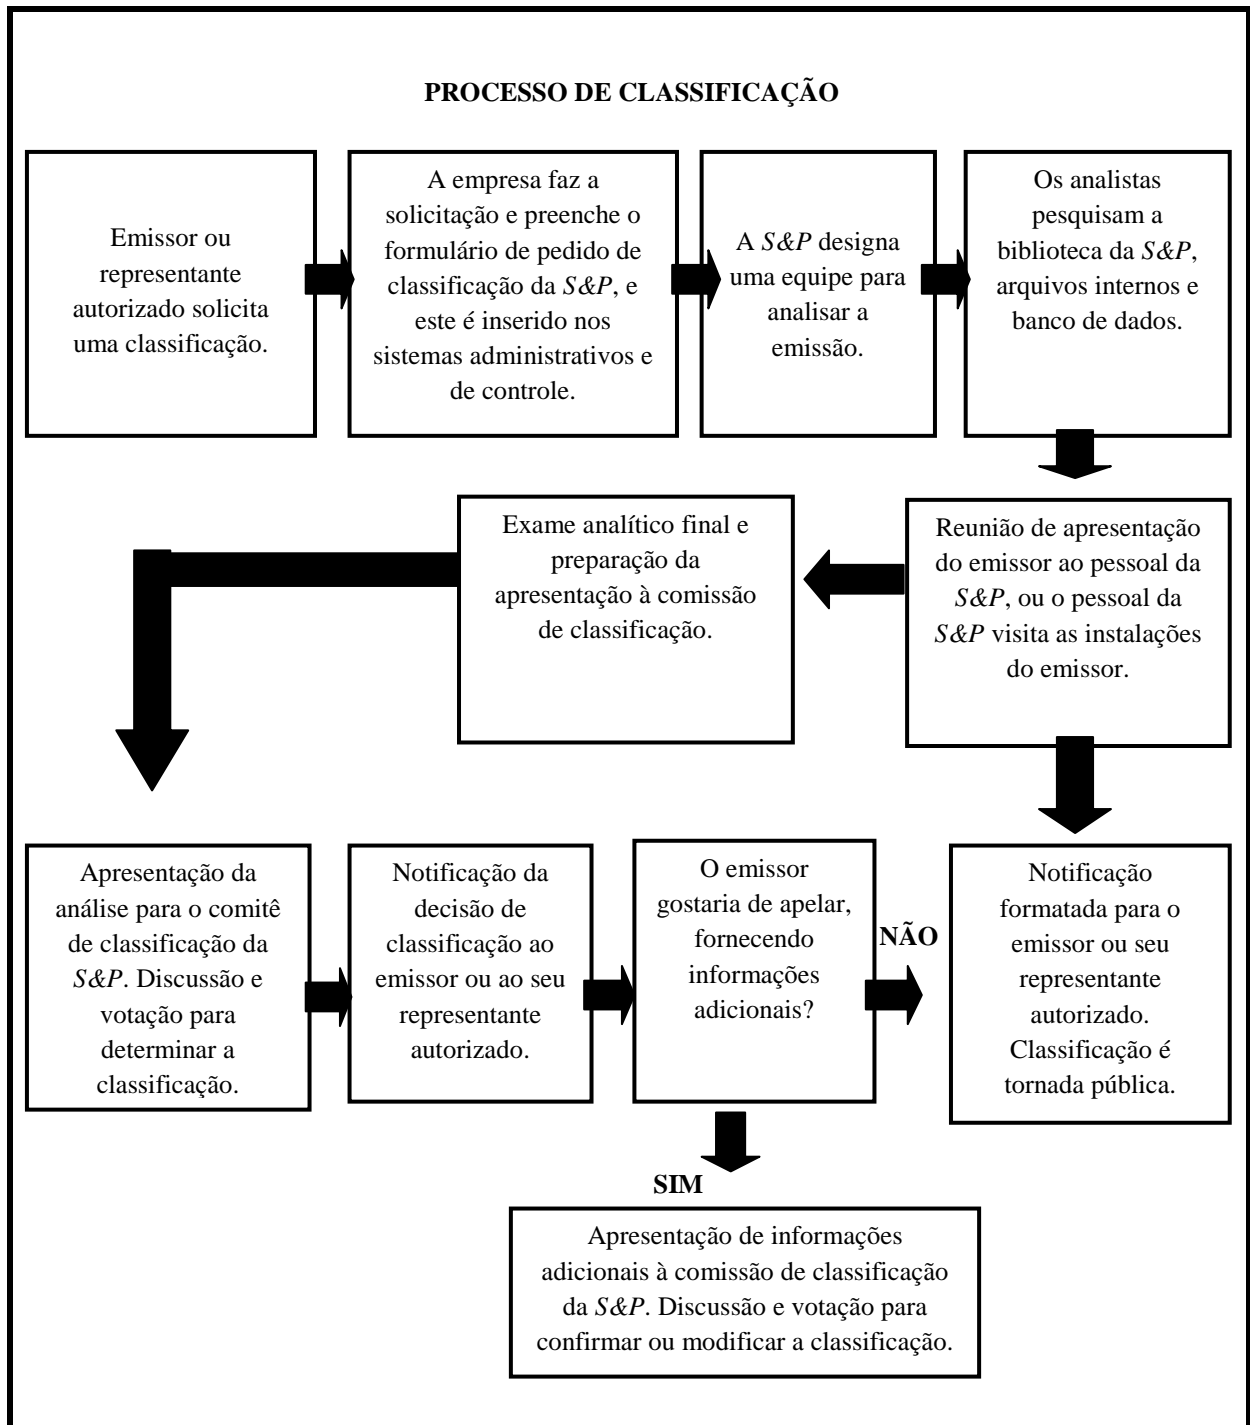 PROCESSO DE CLASSIFICAÇÃO
Emissor ou
representante
autorizado solicita
uma classificação.
A empresa faz a
solicitação e preenche o
formulário de pedido de
classificação da S&P, e
este é inserido nos
sistemas administrativos e
de controle.
A S&P designa
uma equipe para
analisar a
emissão.
Os analistas
pesquisam a
biblioteca da S&P,
arquivos internos e
banco de dados.
Reunião de apresentação
do emissor ao pessoal da
S&P, ou o pessoal da
S&P visita as instalações
do emissor.
Exame analítico final e
preparação da
apresentação à comissão
de classificação.
Apresentação da
análise para o comitê
de classificação da
S&P. Discussão e
votação para
determinar a
classificação.
Notificação da
decisão de
classificação ao
emissor ou ao seu
representante
autorizado.
O emissor
gostaria de apelar,
fornecendo
informações
adicionais?
NÃO
Notificação
formatada para o
emissor ou seu
representante
autorizado.
Classificação é
tornada pública.
SIM
Apresentação de informações
adicionais à comissão de classificação
da S&P. Discussão e votação para
confirmar ou modificar a classificação.